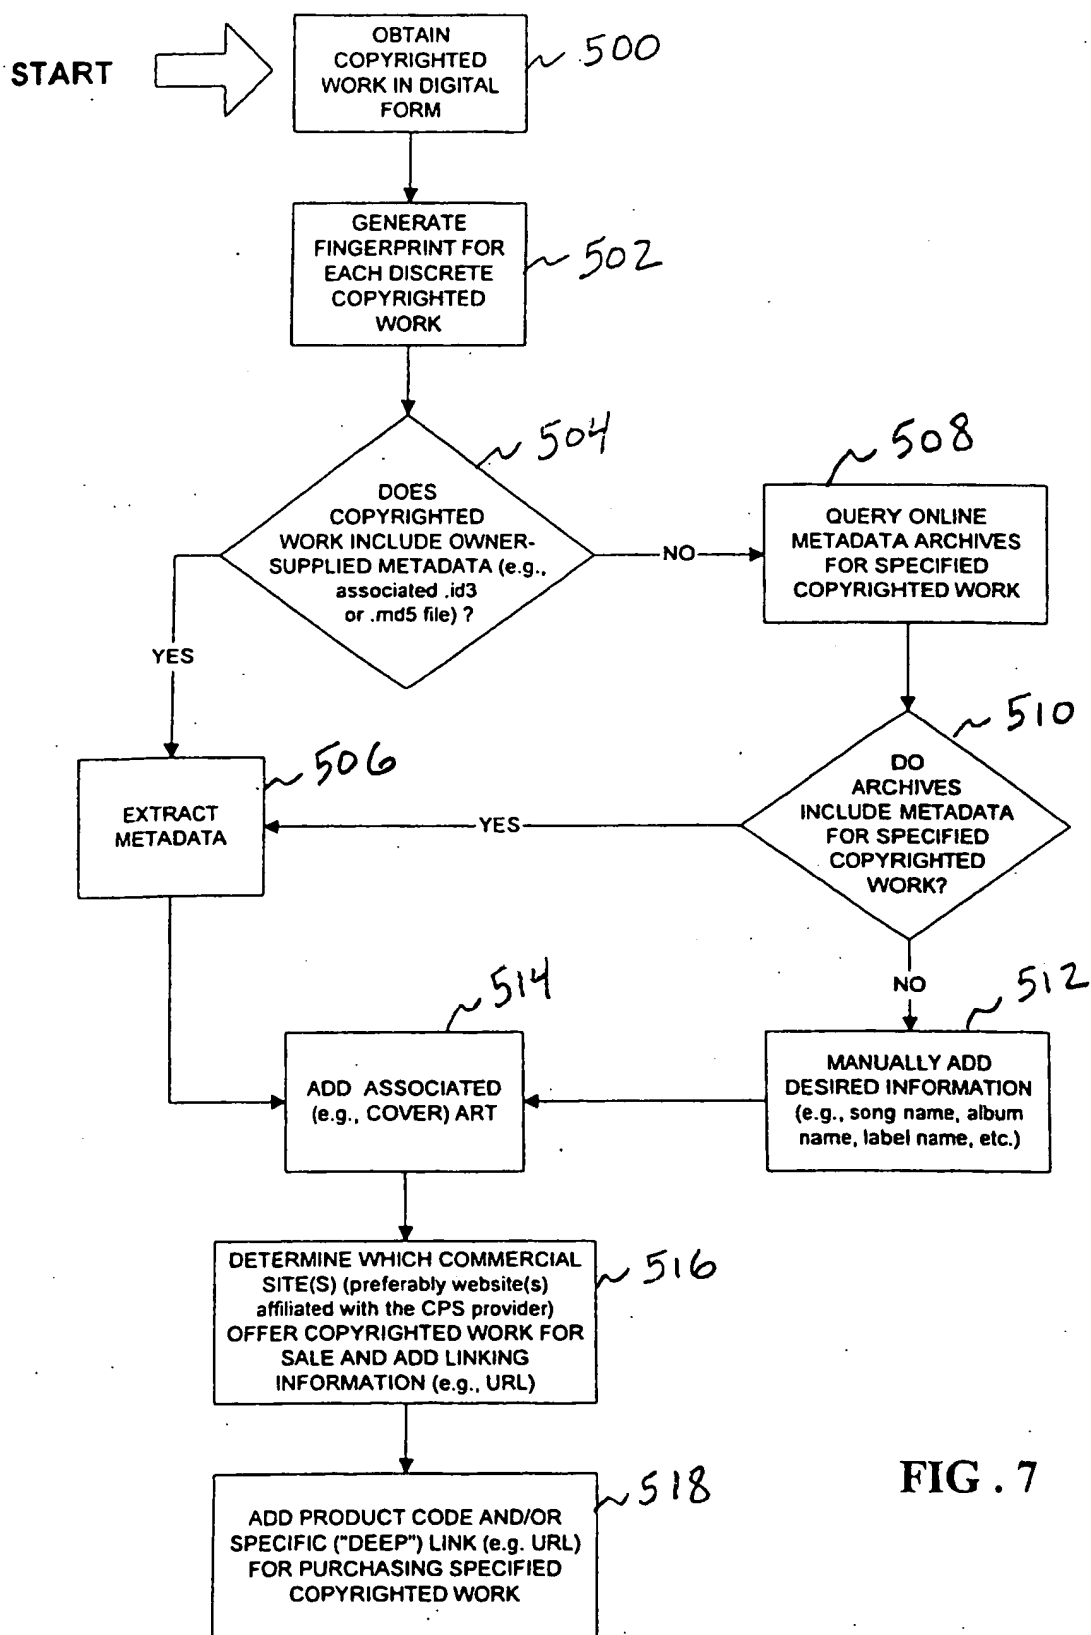 START
OBTAIN
COPYRIGHTED
WORK IN DIGITAL
FORM
500
GENERATE
FINGERPRINT FOR
EACH DISCRETE
COPYRIGHTED
WORK
502
DOES
COPYRIGHTED
WORK INCLUDE OWNER-
SUPPLIED METADATA (e.g.,
associated .id3
or .md5 file) ?
504
NO
508
QUERY ONLINE
METADATA ARCHIVES
FOR SPECIFIED
COPYRIGHTED WORK
YES
506
EXTRACT
METADATA
YES
510
DO
ARCHIVES
INCLUDE METADATA
FOR SPECIFIED
COPYRIGHTED
WORK?
NO
512
MANUALLY ADD
DESIRED INFORMATION
(e.g., song name, album
name, label name, etc.)
514
ADD ASSOCIATED
(e.g., COVER) ART
DETERMINE WHICH COMMERCIAL
SITE(S) (preferably website(s)
affiliated with the CPS provider)
OFFER COPYRIGHTED WORK FOR
SALE AND ADD LINKING
INFORMATION (e.g., URL)
516
ADD PRODUCT CODE AND/OR
SPECIFIC ("DEEP") LINK (e.g. URL)
FOR PURCHASING SPECIFIED
COPYRIGHTED WORK
518
FIG . 7